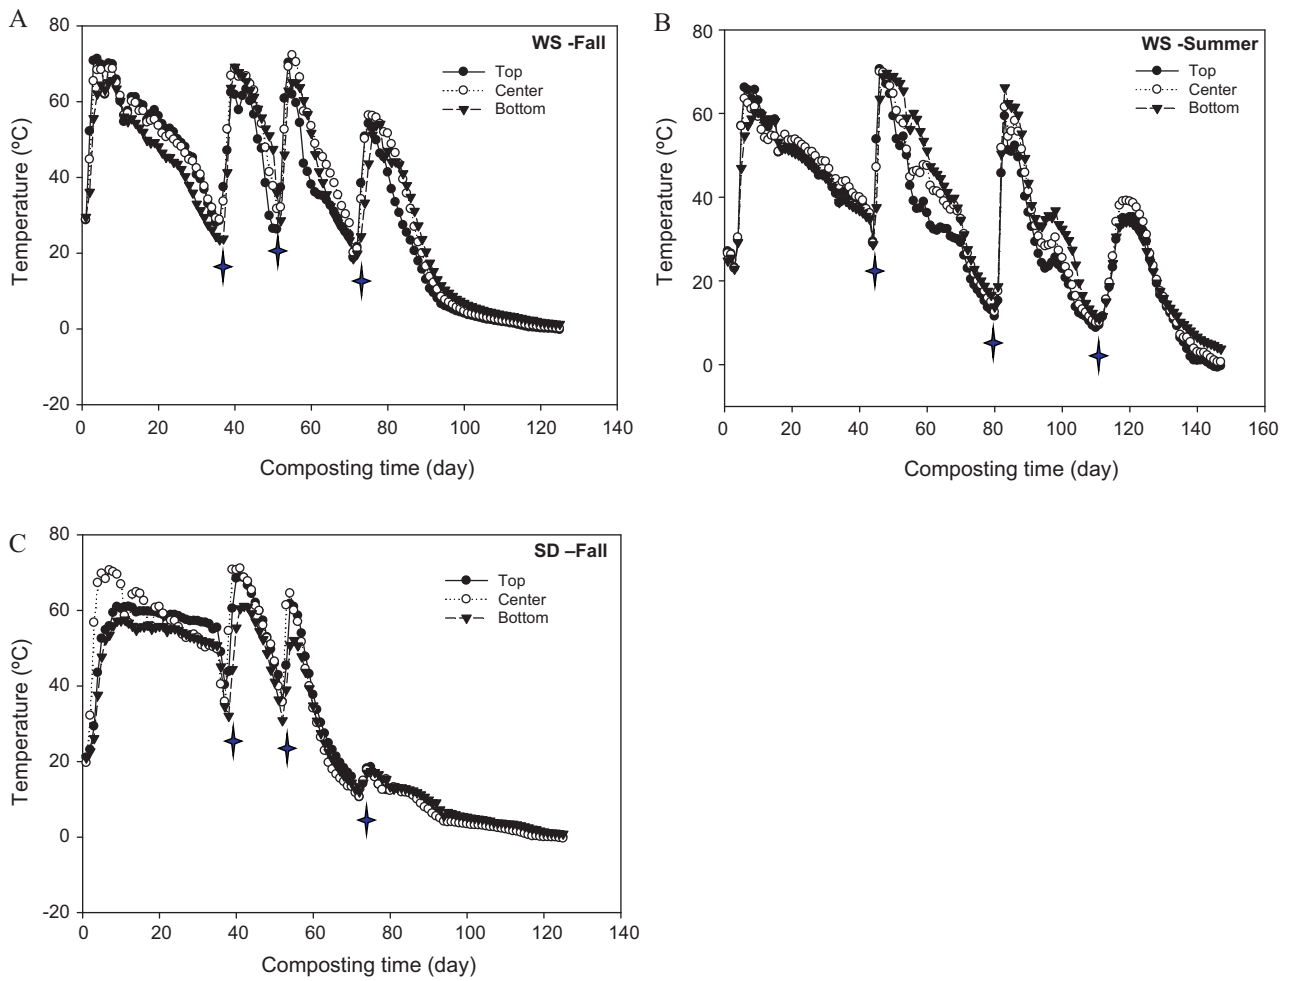 A
WS -Fall
Top
Center
Bottom
80
60
40
20
0
-20
Temperature (ºC)
0 20 40 60 80 100 120 140
Composting time (day)
B
WS -Summer
Top
Center
Bottom
80
60
40
20
0
Temperature (ºC)
0 20 40 60 80 100 120 140 160
Composting time (day)
C
SD –Fall
Top
Center
Bottom
80
60
40
20
0
-20
Temperature (ºC)
0 20 40 60 80 100 120 140
Composting time (day)